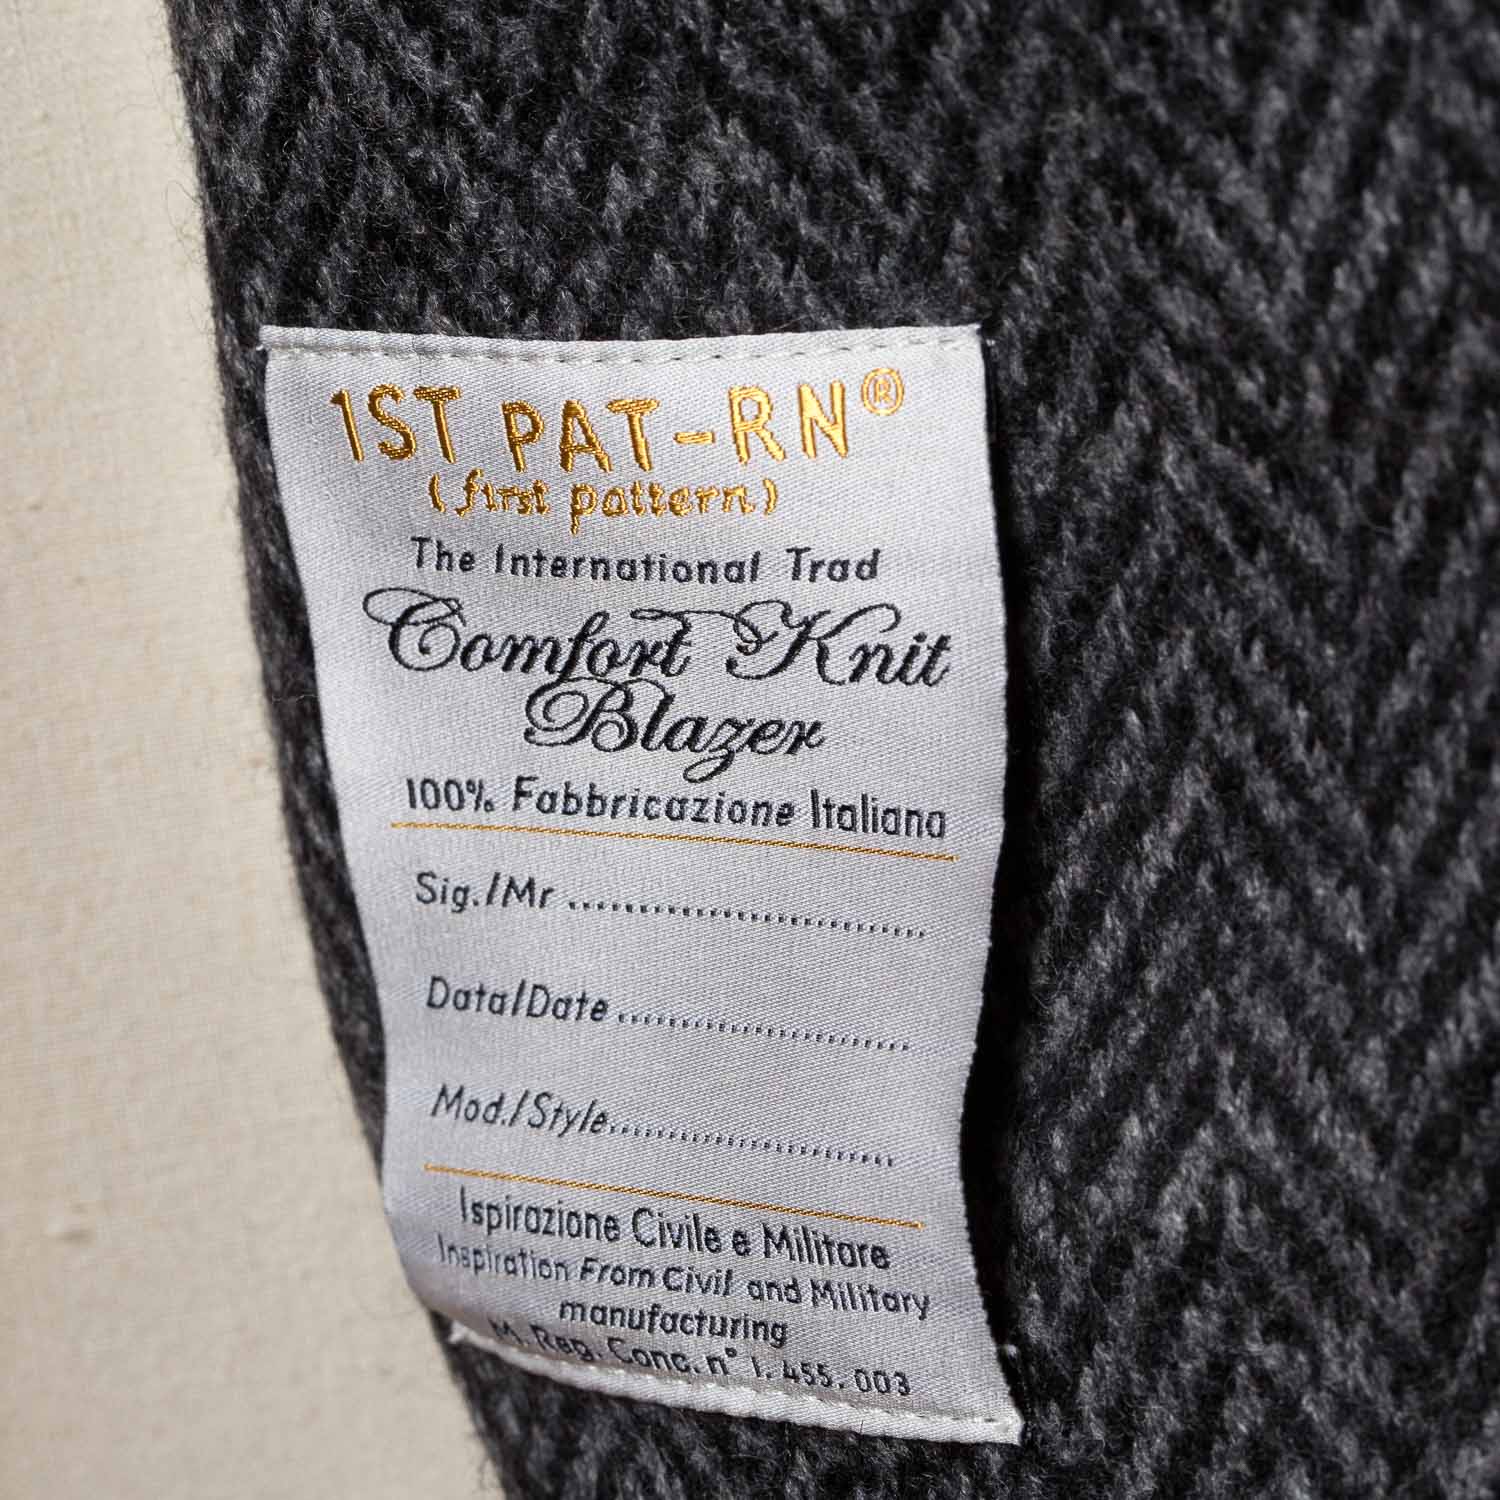 1ST PAT-RN®
(first pattern.)
The International Trad
Comfort Knit
Blazer
100% Fabbricazione Italiana
Sig./Mr ..............................
Data/Date ..............................
Mod./Style..............................
Ispirazione Civile e Militare
Inspiration From Civil and Military
manufacturing
M. Reg. Conc. n° 1.455.003